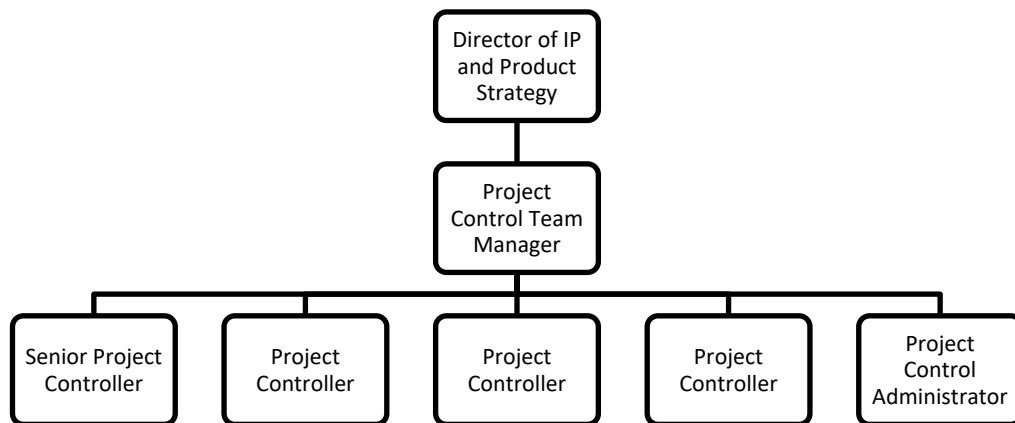 Director of IP
and Product
Strategy
Project
Control Team
Manager
Senior Project
Controller
Project
Controller
Project
Controller
Project
Controller
Project
Control
Administrator